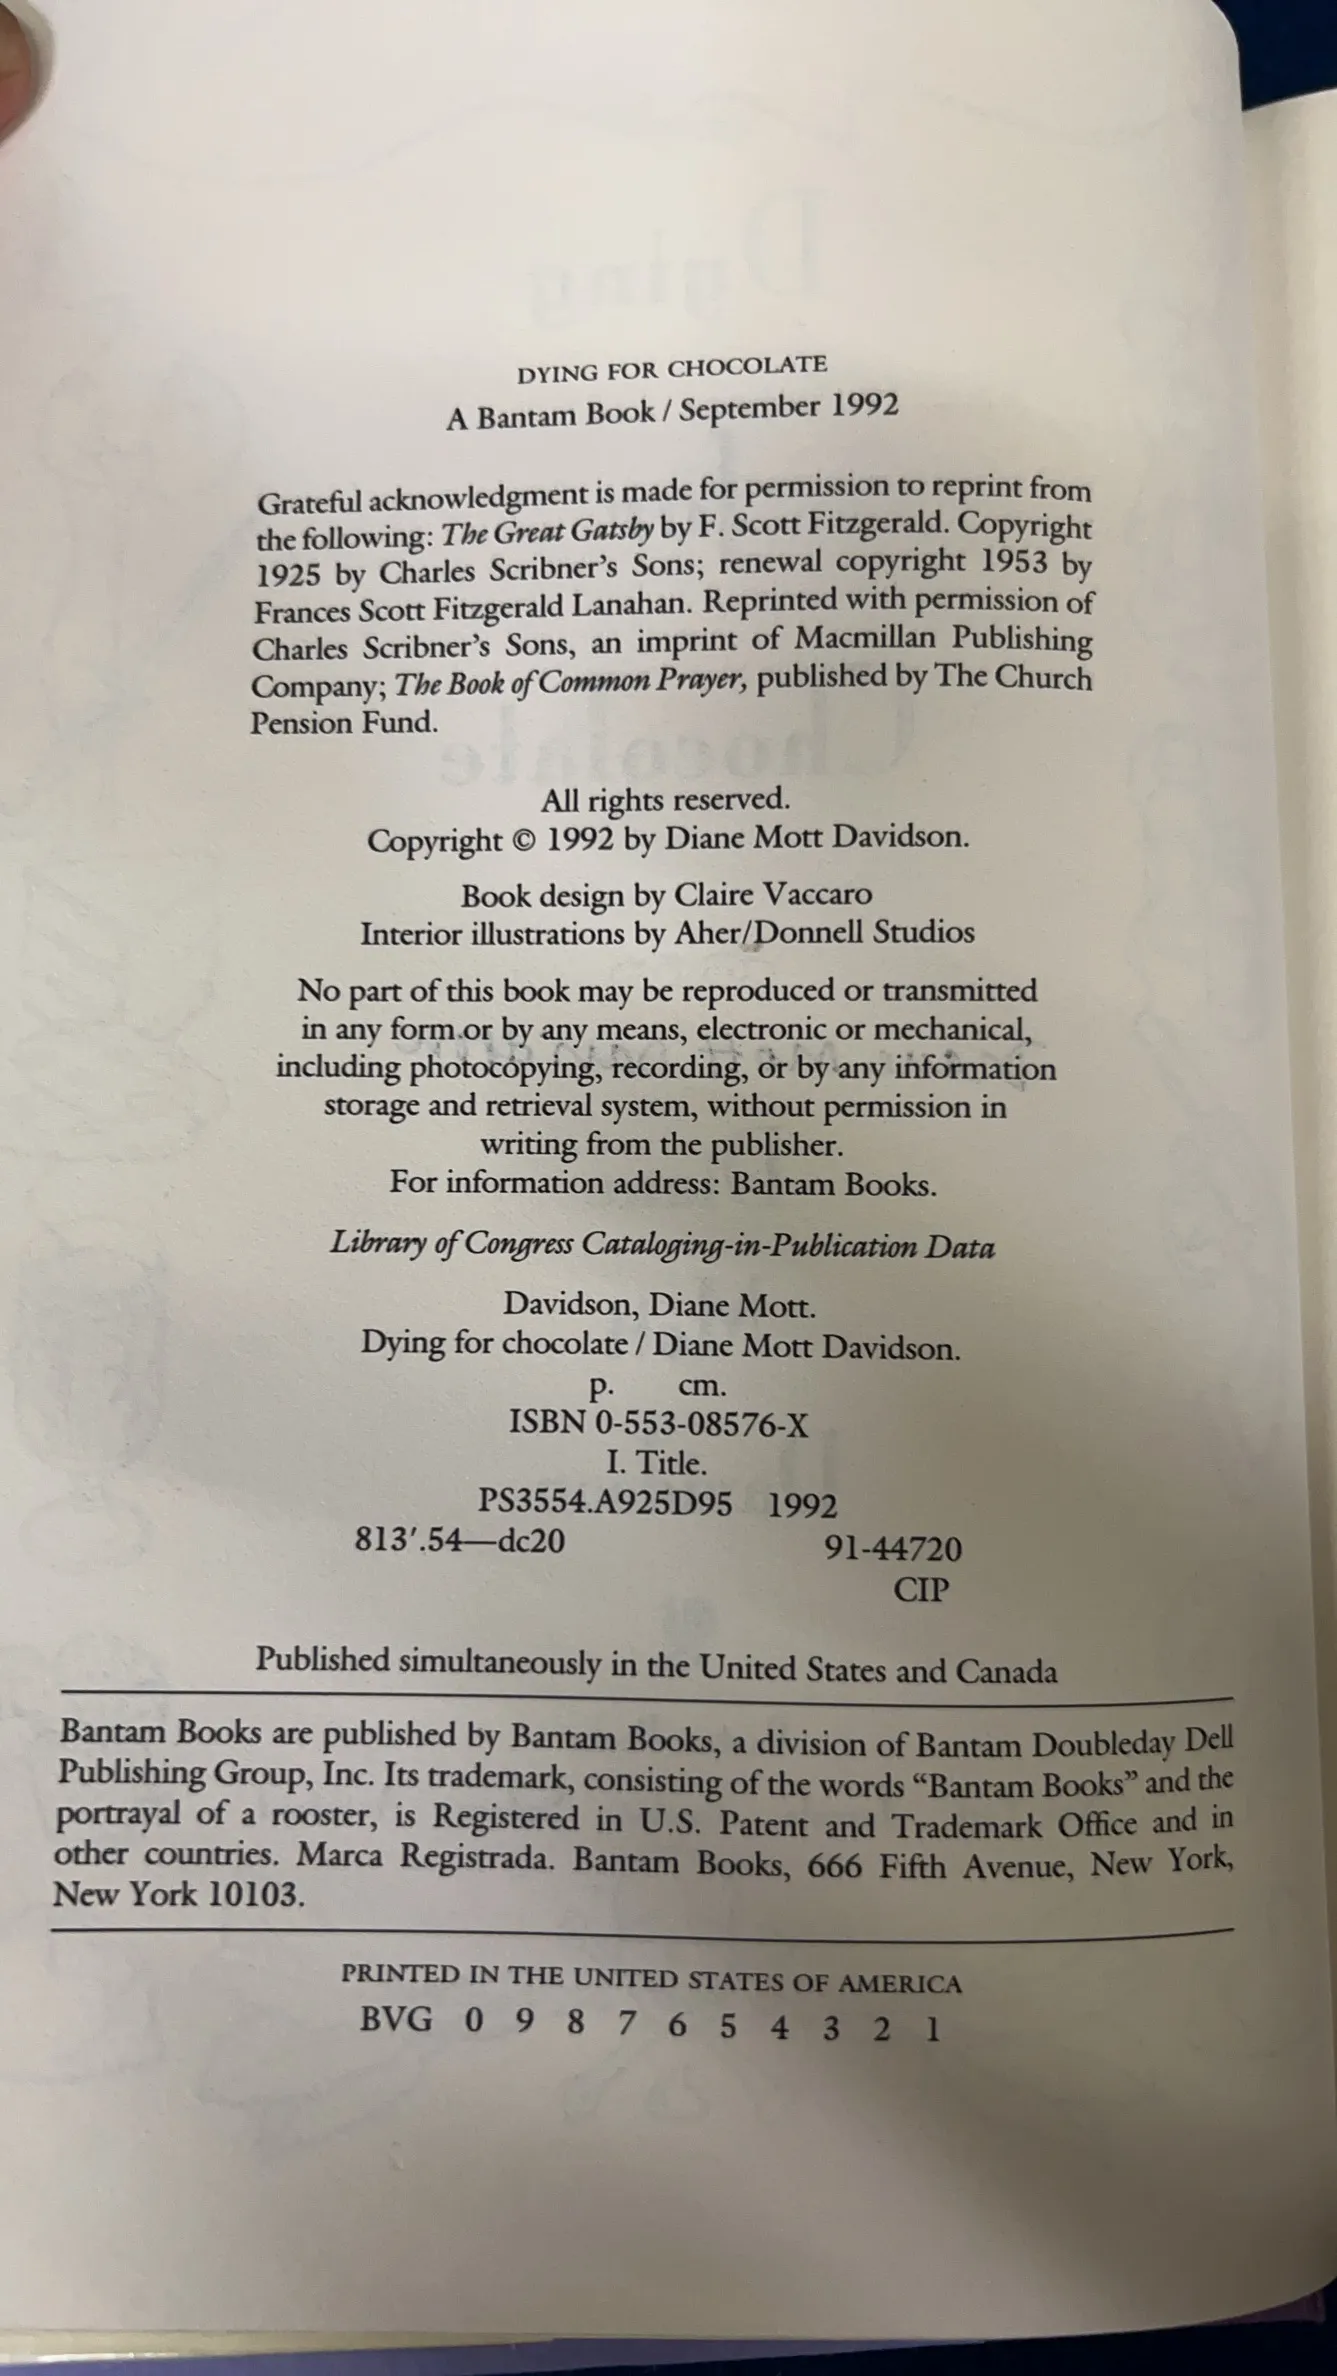 DYING FOR CHOCOLATE
A Bantam Book / September 1992
Grateful acknowledgment is made for permission to reprint from
the following: The Great Gatsby by F. Scott Fitzgerald. Copyright
1925 by Charles Scribner's Sons; renewal copyright 1953 by
Frances Scott Fitzgerald Lanahan. Reprinted with permission of
Charles Scribner's Sons, an imprint of Macmillan Publishing
Company; The Book of Common Prayer, published by The Church
Pension Fund.
All rights reserved.
Copyright © 1992 by Diane Mott Davidson.
Book design by Claire Vaccaro
Interior illustrations by Aher/Donnell Studios
No part of this book may be reproduced or transmitted
in any form or by any means, electronic or mechanical,
including photocopying, recording, or by any information
storage and retrieval system, without permission in
writing from the publisher.
For information address: Bantam Books.
Library of Congress Cataloging-in-Publication Data
Davidson, Diane Mott.
Dying for chocolate / Diane Mott Davidson.
p. cm.
ISBN 0-553-08576-X
I. Title.
PS3554.A925D95 1992
813'.54—dc20 91-44720
CIP
Published simultaneously in the United States and Canada
Bantam Books are published by Bantam Books, a division of Bantam Doubleday Dell
Publishing Group, Inc. Its trademark, consisting of the words "Bantam Books" and the
portrayal of a rooster, is Registered in U.S. Patent and Trademark Office and in
other countries. Marca Registrada. Bantam Books, 666 Fifth Avenue, New York,
New York 10103.
PRINTED IN THE UNITED STATES OF AMERICA
BVG 0 9 8 7 6 5 4 3 2 1